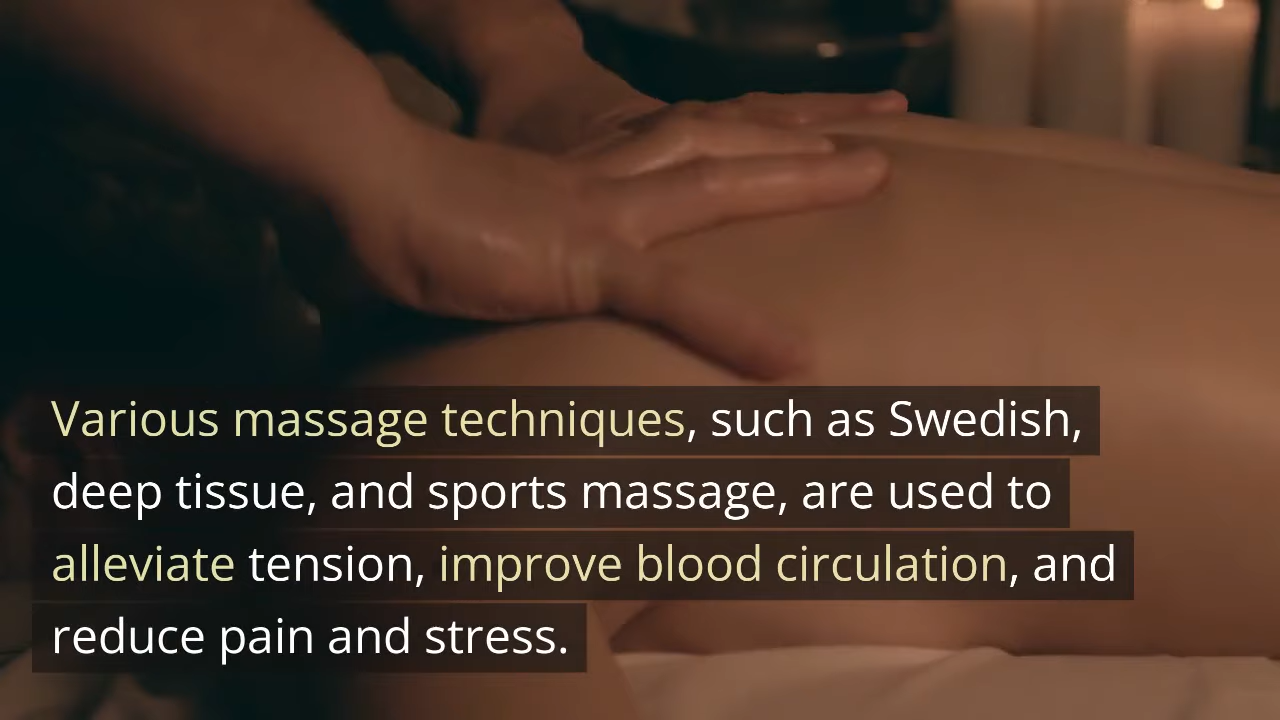 Various massage techniques, such as Swedish,
deep tissue, and sports massage, are used to
alleviate tension, improve blood circulation, and
reduce pain and stress.